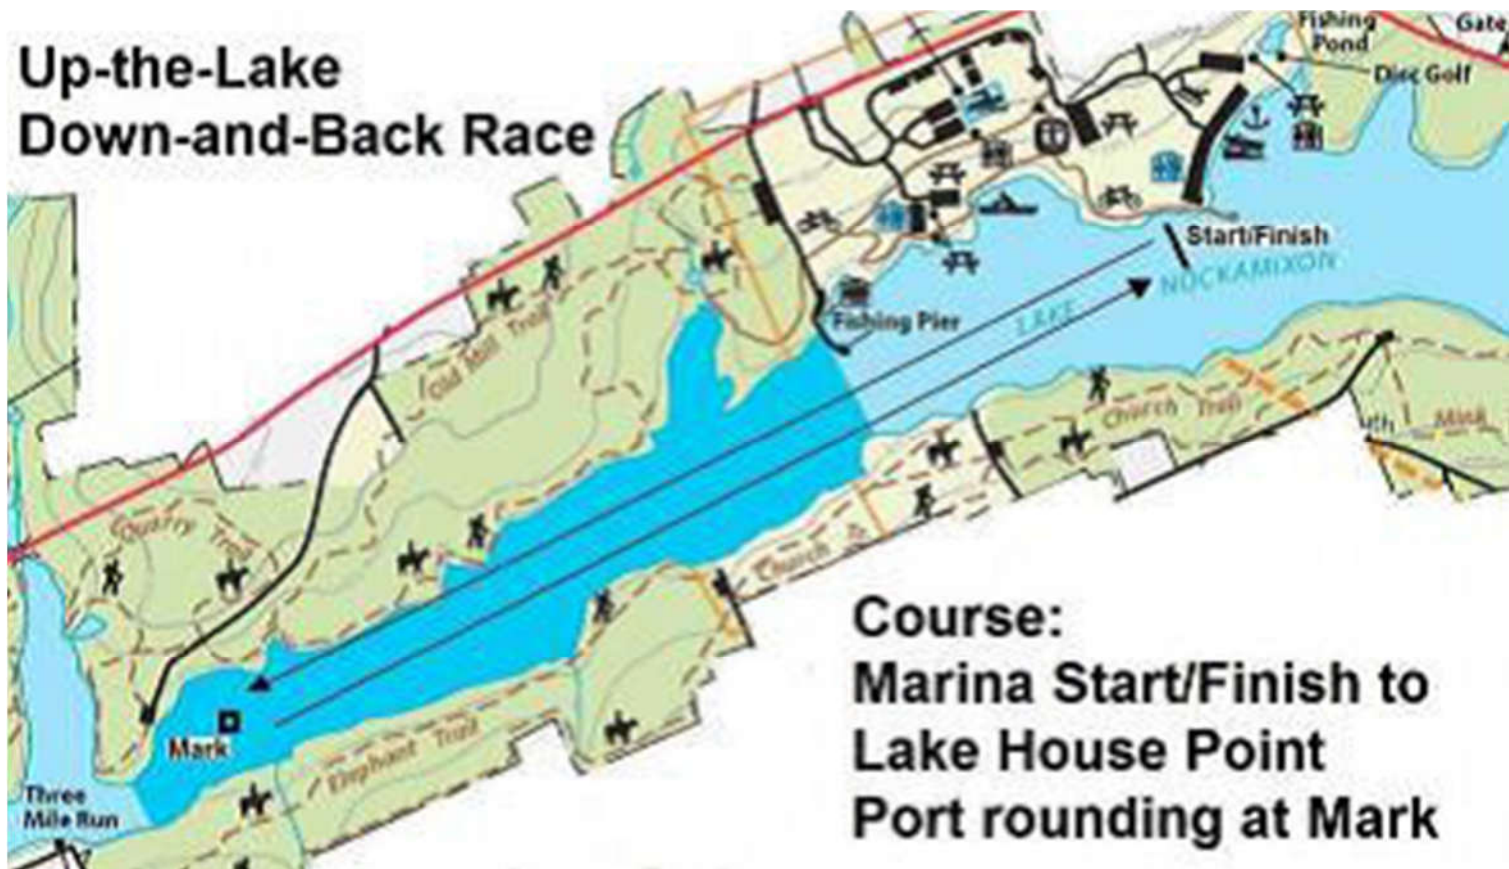 Up-the-Lake
Down-and-Back Race
Fishing
Pond
Gate
Disc Golf
Start/Finish
LAKE NOCKAMIXON
Fishing Pier
Old Mill Trail
Church Trail
Mink
Quarry Trail
Church
Mark
Elephant Trail
Three
Mile Run
Course:
Marina Start/Finish to
Lake House Point
Port rounding at Mark